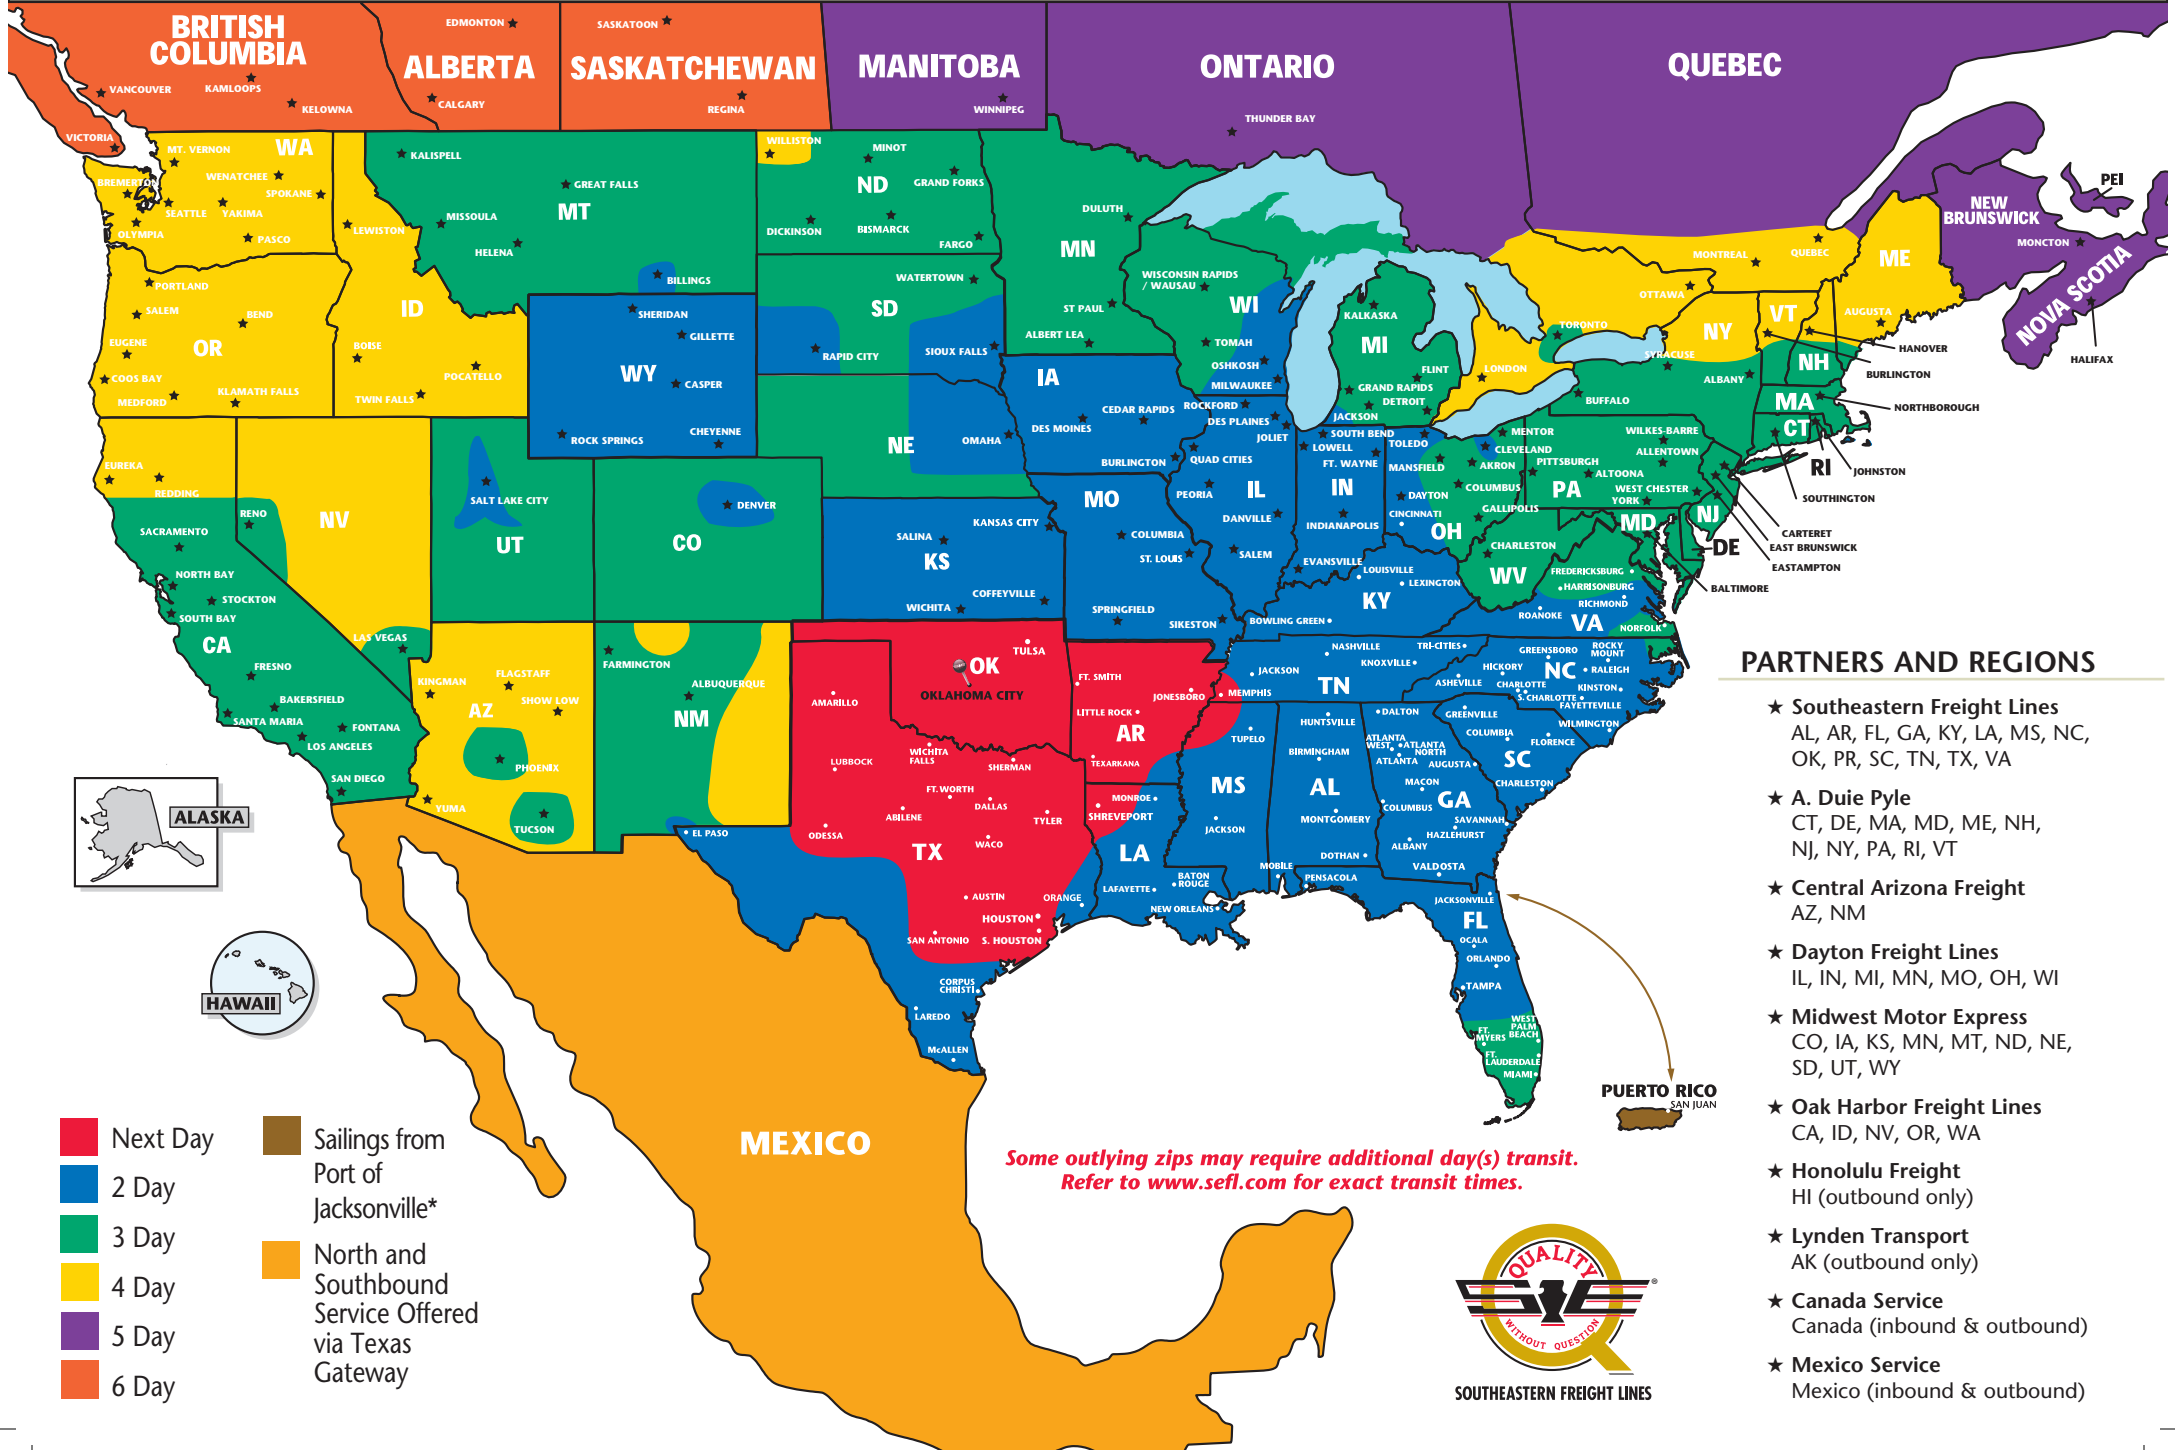 BRITISH
COLUMBIA
VANCOUVER
KAMLOOPS
KELOWNA
VICTORIA
EDMONTON
ALBERTA
CALGARY
SASKATOON
SASKATCHEWAN
REGINA
MANITOBA
WINNIPEG
ONTARIO
THUNDER BAY
QUEBEC
PEI
NEW
BRUNSWICK
MONCTON
NOVA SCOTIA
HALIFAX
MONTREAL
QUEBEC
OTTAWA
TORONTO
LONDON
WA
MT. VERNON
WENATCHEE
SPOKANE
BREMERTON
SEATTLE
YAKIMA
OLYMPIA
PASCO
OR
PORTLAND
SALEM
BEND
EUGENE
COOS BAY
MEDFORD
KLAMATH FALLS
ID
LEWISTON
BOISE
POCATELLO
TWIN FALLS
MT
KALISPELL
GREAT FALLS
MISSOULA
HELENA
BILLINGS
ND
WILLISTON
MINOT
GRAND FORKS
DICKINSON
BISMARCK
FARGO
SD
WATERTOWN
RAPID CITY
SIOUX FALLS
MN
DULUTH
ST PAUL
ALBERT LEA
WI
WISCONSIN RAPIDS
/ WAUSAU
TOMAH
OSHKOSH
MILWAUKEE
MI
KALKASKA
FLINT
GRAND RAPIDS
DETROIT
JACKSON
WY
SHERIDAN
GILLETTE
CASPER
ROCK SPRINGS
CHEYENNE
NE
OMAHA
IA
CEDAR RAPIDS
DES MOINES
BURLINGTON
IL
ROCKFORD
DES PLAINES
JOLIET
QUAD CITIES
PEORIA
DANVILLE
SALEM
IN
SOUTH BEND
LOWELL
FT. WAYNE
INDIANAPOLIS
EVANSVILLE
OH
TOLEDO
MENTOR
CLEVELAND
MANSFIELD
AKRON
COLUMBUS
DAYTON
CINCINNATI
GALLIPOLIS
NY
SYRACUSE
ALBANY
BUFFALO
VT
NH
ME
AUGUSTA
HANOVER
BURLINGTON
MA
NORTHBOROUGH
CT
RI
JOHNSTON
SOUTHINGTON
PA
WILKES-BARRE
ALLENTOWN
PITTSBURGH
ALTOONA
WEST CHESTER
YORK
NJ
CARTERET
EAST BRUNSWICK
EASTAMPTON
MD
DE
BALTIMORE
WV
CHARLESTON
VA
FREDERICKSBURG
HARRISONBURG
RICHMOND
ROANOKE
NORFOLK
KY
LOUISVILLE
LEXINGTON
BOWLING GREEN
CA
EUREKA
REDDING
SACRAMENTO
NORTH BAY
STOCKTON
SOUTH BAY
FRESNO
BAKERSFIELD
SANTA MARIA
FONTANA
LOS ANGELES
SAN DIEGO
NV
RENO
LAS VEGAS
UT
SALT LAKE CITY
CO
DENVER
KS
KANSAS CITY
SALINA
COFFEYVILLE
WICHITA
MO
COLUMBIA
ST. LOUIS
SPRINGFIELD
SIKESTON
AZ
KINGMAN
FLAGSTAFF
SHOW LOW
PHOENIX
YUMA
TUCSON
NM
FARMINGTON
ALBUQUERQUE
OK
TULSA
OKLAHOMA CITY
TX
AMARILLO
LUBBOCK
WICHITA
FALLS
SHERMAN
FT. WORTH
DALLAS
ABILENE
TYLER
ODESSA
WACO
EL PASO
AUSTIN
ORANGE
HOUSTON
SAN ANTONIO
S. HOUSTON
CORPUS
CHRISTI
LAREDO
McALLEN
AR
FT. SMITH
JONESBORO
LITTLE ROCK
TEXARKANA
LA
MONROE
SHREVEPORT
LAFAYETTE
BATON
ROUGE
NEW ORLEANS
TN
NASHVILLE
TRI-CITIES
KNOXVILLE
JACKSON
MEMPHIS
NC
GREENSBORO
ROCKY
MOUNT
HICKORY
RALEIGH
ASHEVILLE
CHARLOTTE
KINSTON
S. CHARLOTTE
FAYETTEVILLE
WILMINGTON
SC
GREENVILLE
COLUMBIA
FLORENCE
CHARLESTON
MS
TUPELO
JACKSON
AL
HUNTSVILLE
BIRMINGHAM
MONTGOMERY
DOTHAN
MOBILE
GA
DALTON
ATLANTA
WEST
ATLANTA
NORTH
ATLANTA
AUGUSTA
MACON
COLUMBUS
SAVANNAH
HAZLEHURST
ALBANY
VALDOSTA
FL
PENSACOLA
JACKSONVILLE
OCALA
ORLANDO
TAMPA
WEST
PALM
BEACH
FT.
MYERS
FT.
LAUDERDALE
MIAMI
PUERTO RICO
SAN JUAN
ALASKA
HAWAII
MEXICO
Next Day
2 Day
3 Day
4 Day
5 Day
6 Day
Sailings from
Port of
Jacksonville*
North and
Southbound
Service Offered
via Texas
Gateway
Some outlying zips may require additional day(s) transit.
Refer to www.sefl.com for exact transit times.
QUALITY
WITHOUT QUESTION
®
SOUTHEASTERN FREIGHT LINES
PARTNERS AND REGIONS
★ Southeastern Freight Lines
AL, AR, FL, GA, KY, LA, MS, NC,
OK, PR, SC, TN, TX, VA
★ A. Duie Pyle
CT, DE, MA, MD, ME, NH,
NJ, NY, PA, RI, VT
★ Central Arizona Freight
AZ, NM
★ Dayton Freight Lines
IL, IN, MI, MN, MO, OH, WI
★ Midwest Motor Express
CO, IA, KS, MN, MT, ND, NE,
SD, UT, WY
★ Oak Harbor Freight Lines
CA, ID, NV, OR, WA
★ Honolulu Freight
HI (outbound only)
★ Lynden Transport
AK (outbound only)
★ Canada Service
Canada (inbound & outbound)
★ Mexico Service
Mexico (inbound & outbound)